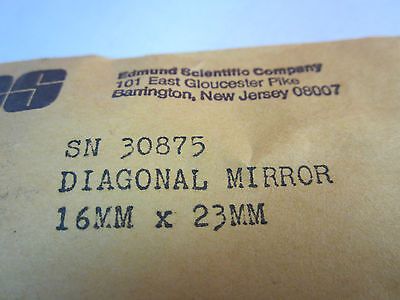 Edmund Scientific Company
101 East Gloucester Pike
Barrington, New Jersey 08007
SN 30875
DIAGONAL MIRROR
16MM x 23MM